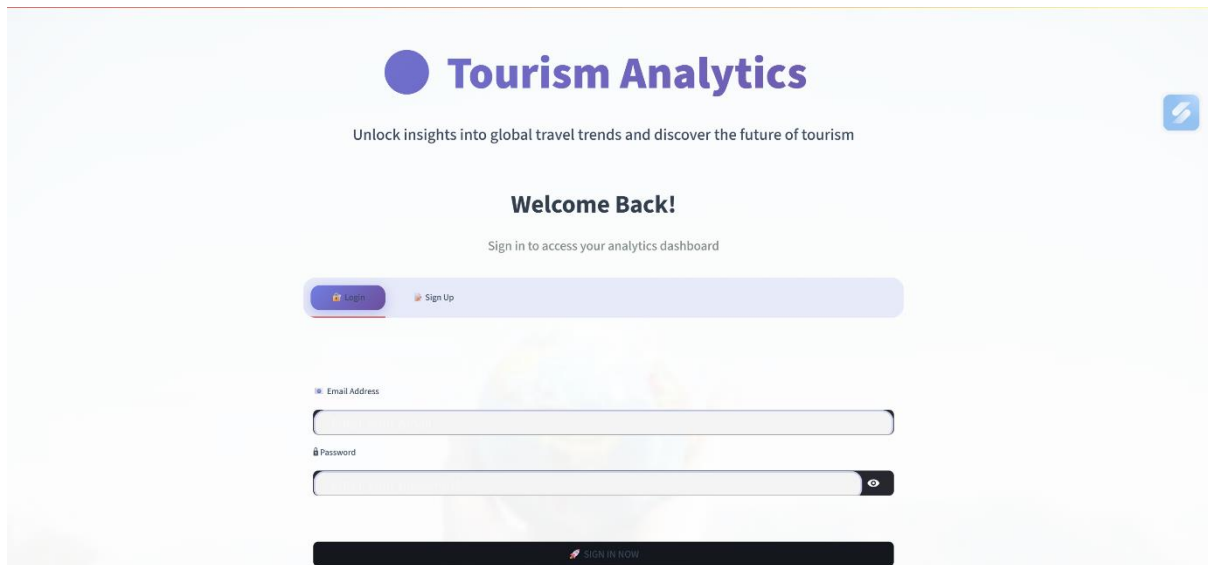 Tourism Analytics
Unlock insights into global travel trends and discover the future of tourism
Welcome Back!
Sign in to access your analytics dashboard
Login
Sign Up
Email Address
Password
SIGN IN NOW